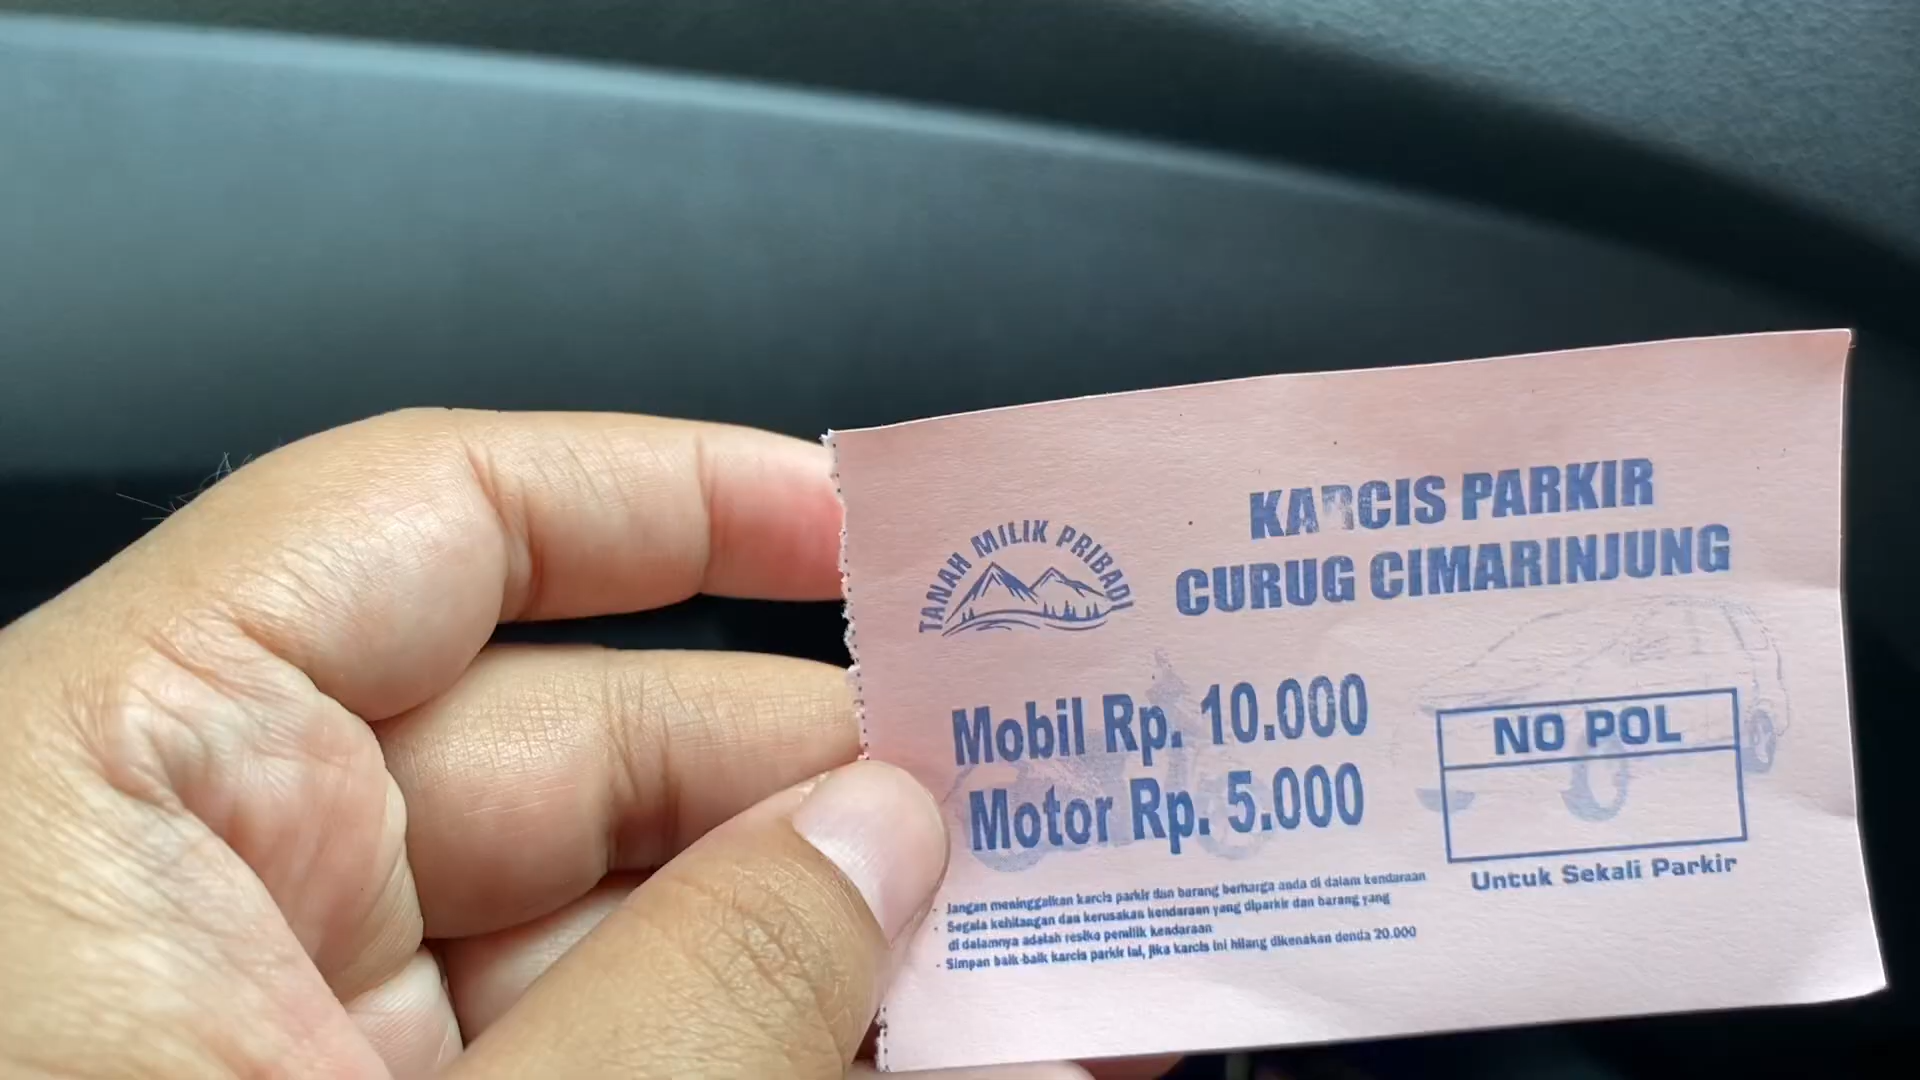 TANAH MILIK PRIBADI
KARCIS PARKIR
CURUG CIMARINJUNG
Mobil Rp. 10.000
Motor Rp. 5.000
NO POL
Untuk Sekali Parkir
- Jangan meninggalkan karcis parkir dan barang berharga anda di dalam kendaraan
- Segala kehilangan dan kerusakan kendaraan yang diparkir dan barang yang
di dalamnya adalah resiko pemilik kendaraan
- Simpan baik-baik karcis parkir ini, jika karcis ini hilang dikenakan denda 20.000